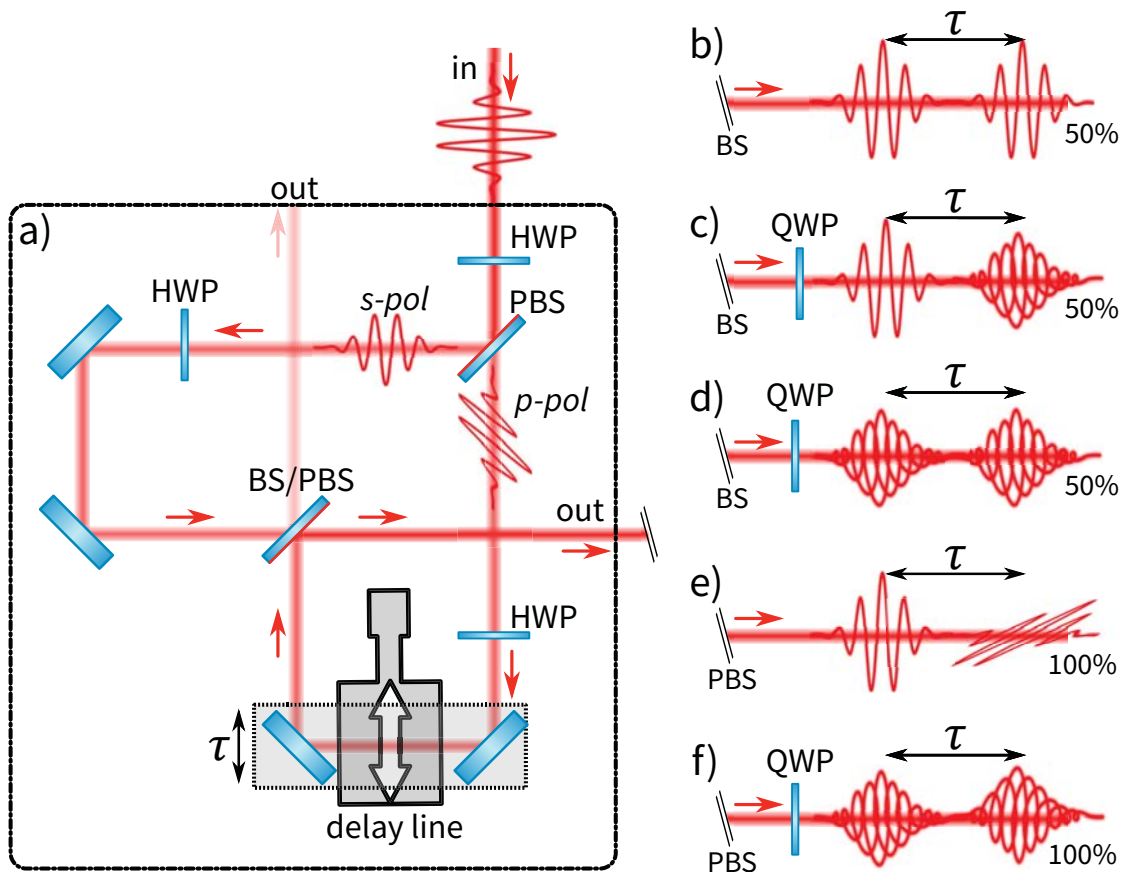 in
out
a)
HWP
HWP
s-pol
PBS
p-pol
BS/PBS
out
HWP
τ
delay line
b)
τ
BS
50%
c)
QWP
τ
BS
50%
d)
QWP
τ
BS
50%
e)
τ
PBS
100%
f)
QWP
τ
PBS
100%